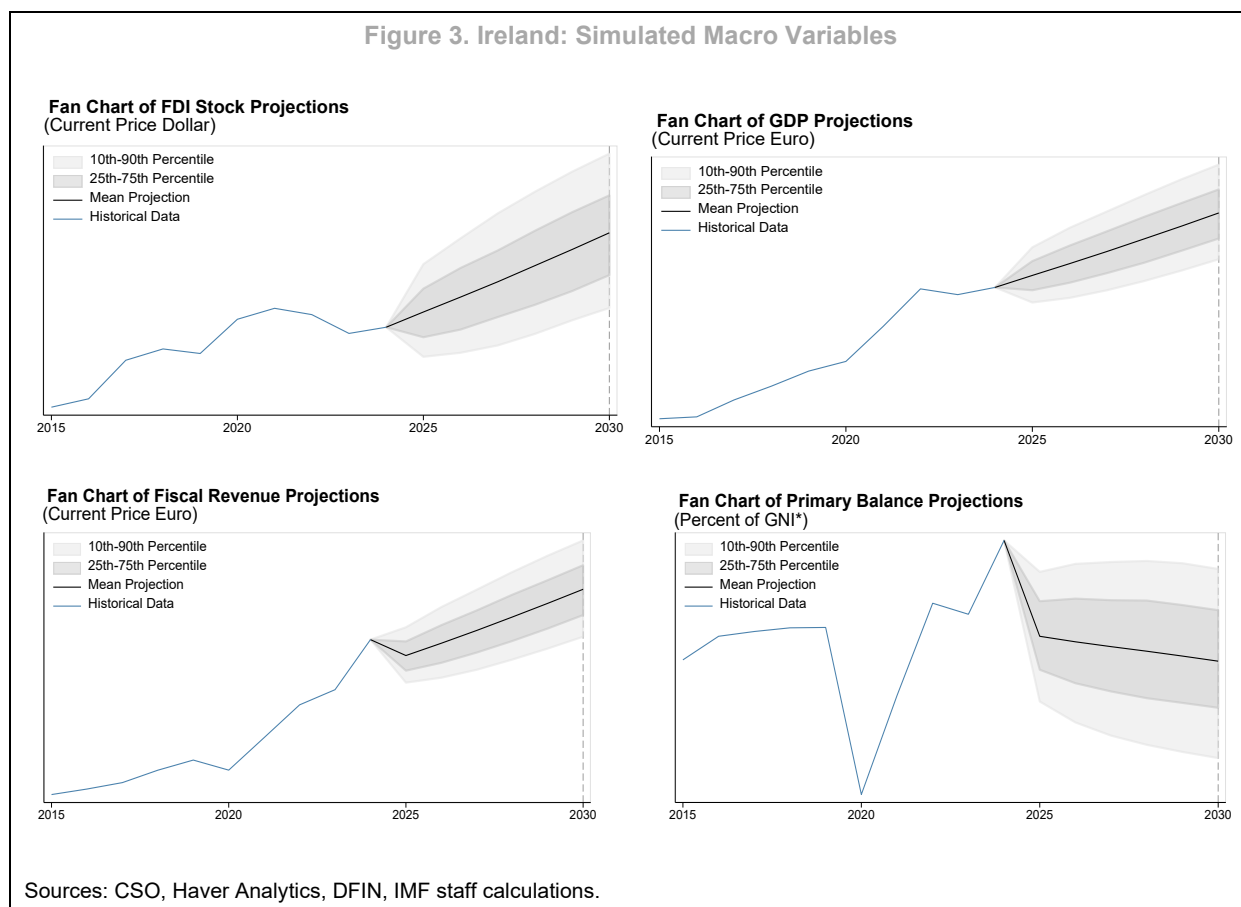 Figure 3. Ireland: Simulated Macro Variables
Fan Chart of FDI Stock Projections
(Current Price Dollar)
10th-90th Percentile
25th-75th Percentile
Mean Projection
Historical Data
2015
2020
2025
2030
Fan Chart of GDP Projections
(Current Price Euro)
10th-90th Percentile
25th-75th Percentile
Mean Projection
Historical Data
2015
2020
2025
2030
Fan Chart of Fiscal Revenue Projections
(Current Price Euro)
10th-90th Percentile
25th-75th Percentile
Mean Projection
Historical Data
2015
2020
2025
2030
Fan Chart of Primary Balance Projections
(Percent of GNI*)
10th-90th Percentile
25th-75th Percentile
Mean Projection
Historical Data
2015
2020
2025
2030
Sources: CSO, Haver Analytics, DFIN, IMF staff calculations.